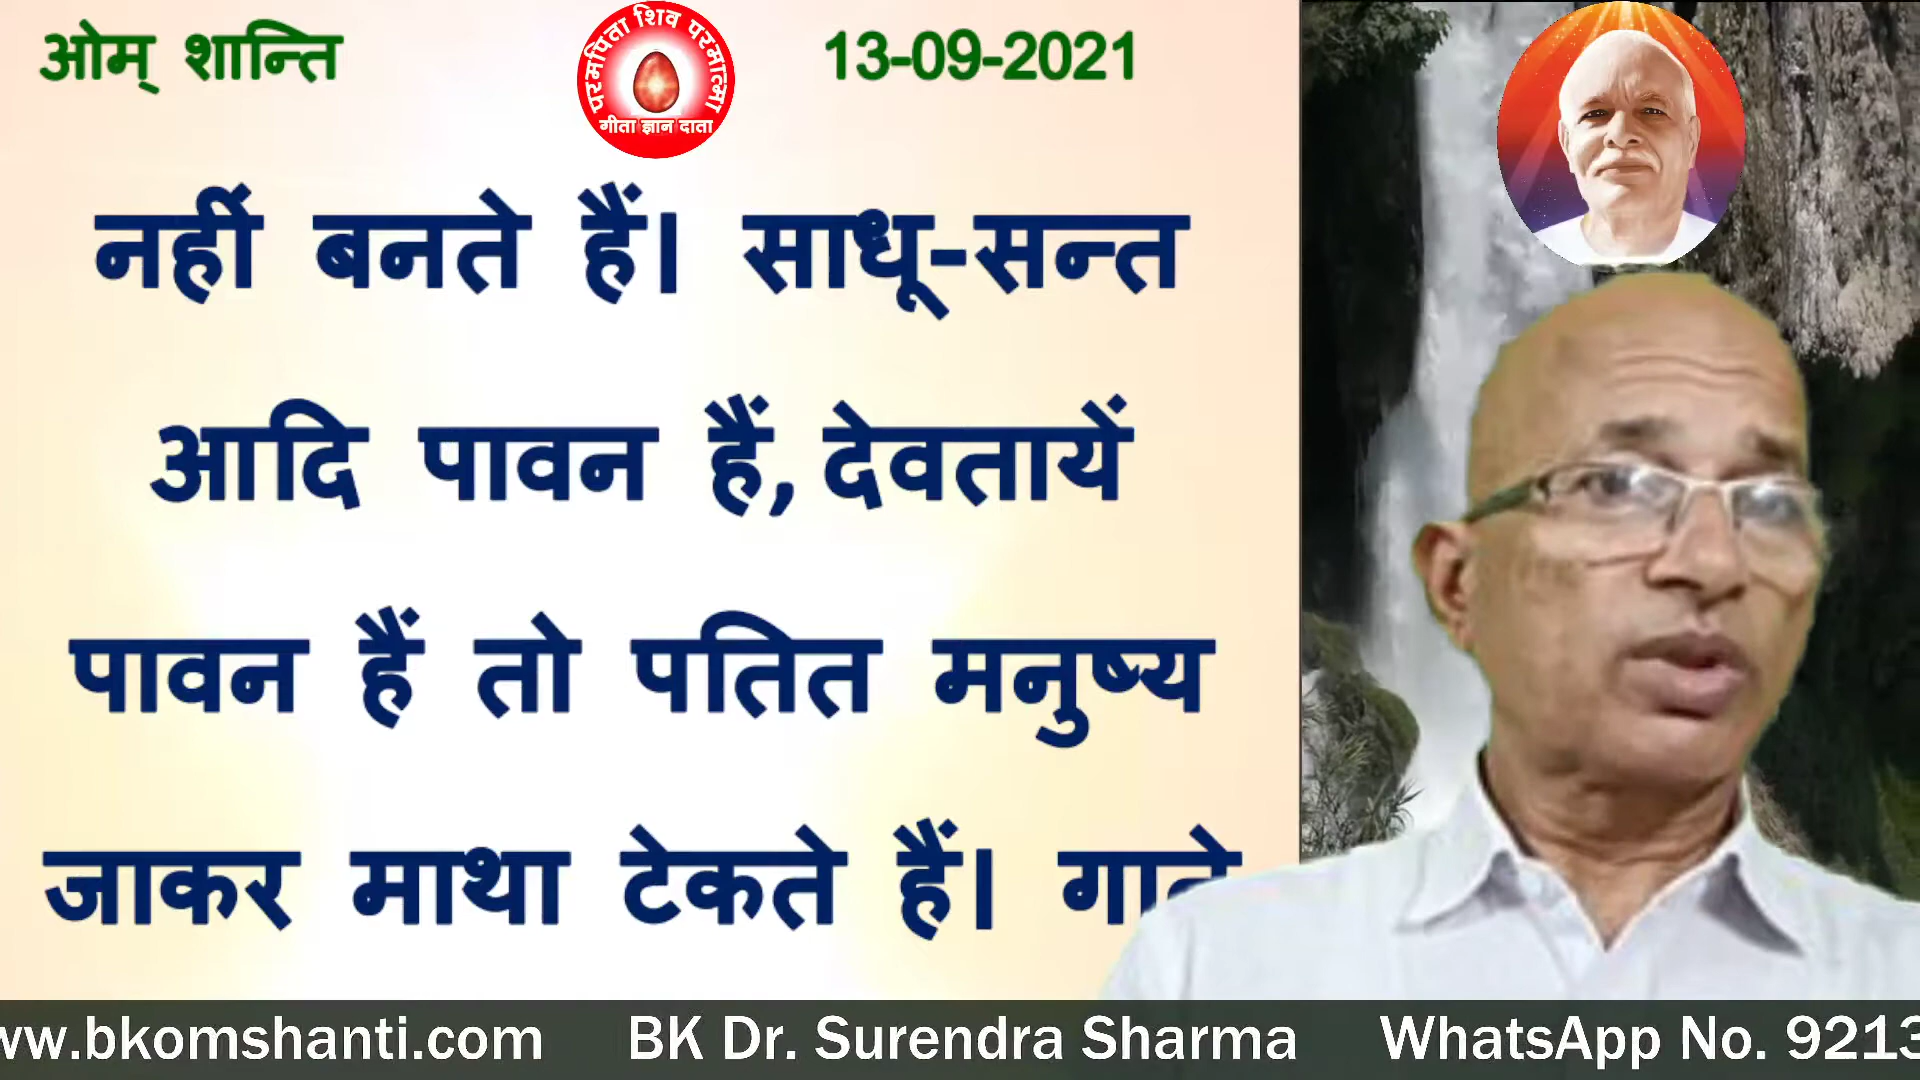 ओम् शान्ति
परमपिता शिव परमात्मा
गीता ज्ञान दाता
13-09-2021
नहीं बनते हैं। साधू-सन्त
आदि पावन हैं, देवतायें
पावन हैं तो पतित मनुष्य
जाकर माथा टेकते हैं। गाते
ww.bkomshanti.com BK Dr. Surendra Sharma WhatsApp No. 9213